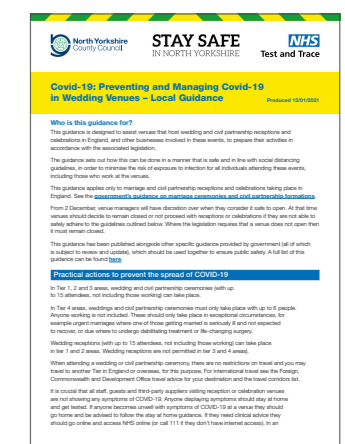 North Yorkshire
County Council
STAY SAFE
IN NORTH YORKSHIRE
NHS
Test and Trace
Covid-19: Preventing and Managing Covid-19
in Wedding Venues – Local Guidance
Produced 12/01/2021
Who is this guidance for?
This guidance is designed to assist venues that host wedding and civil partnership receptions and
celebrations in England, and other businesses involved in these events, to prepare their activities in
accordance with the associated legislation.
The guidance sets out how this can be done in a manner that is safe and in line with social distancing
guidelines, in order to minimise the risk of exposure to infection for all individuals attending these events,
including those who work at the venues.
This guidance applies only to marriage and civil partnership receptions and celebrations taking place in
England. See the government's guidance on marriage ceremonies and civil partnership formations.
From 2 December, venue managers will have discretion over when they consider it safe to open. At that time
venues should decide to remain closed or not proceed with receptions or celebrations if they are not able to
safely adhere to the guidelines outlined below. Where the legislation requires that a venue does not open then
it must remain closed.
This guidance has been published alongside other specific guidance provided by government (all of which
is subject to review and update), which should be used together to ensure public safety. A full list of this
guidance can be found here.
Practical actions to prevent the spread of COVID-19
In Tier 1, 2 and 3 areas, wedding and civil partnership ceremonies (with up
to 15 attendees, not including those working) can take place.
In Tier 4 areas, weddings and civil partnership ceremonies must only take place with up to 6 people.
Anyone working is not included. These should only take place in exceptional circumstances, for
example urgent marriages where one of those getting married is seriously ill and not expected
to recover, or due where to undergo debilitating treatment or life-changing surgery.
Wedding receptions (with up to 15 attendees, not including those working) can take place
in tier 1 and 2 areas. Wedding receptions are not permitted in tier 3 and 4 areas).
When attending a wedding or civil partnership ceremony, there are no restrictions on travel and you may
travel to another Tier in England or overseas, for this purpose. For international travel see the Foreign,
Commonwealth and Development Office travel advice for your destination and the travel corridors list.
It is crucial that all staff, guests and third-party suppliers visiting reception or celebration venues
are not showing any symptoms of COVID-19. Anyone displaying symptoms should stay at home
and get tested. If anyone becomes unwell with symptoms of COVID-19 at a venue they should
go home and be advised to follow the stay at home guidance. If they need clinical advice they
should go online and access NHS online (or call 111 if they don't have internet access). In an